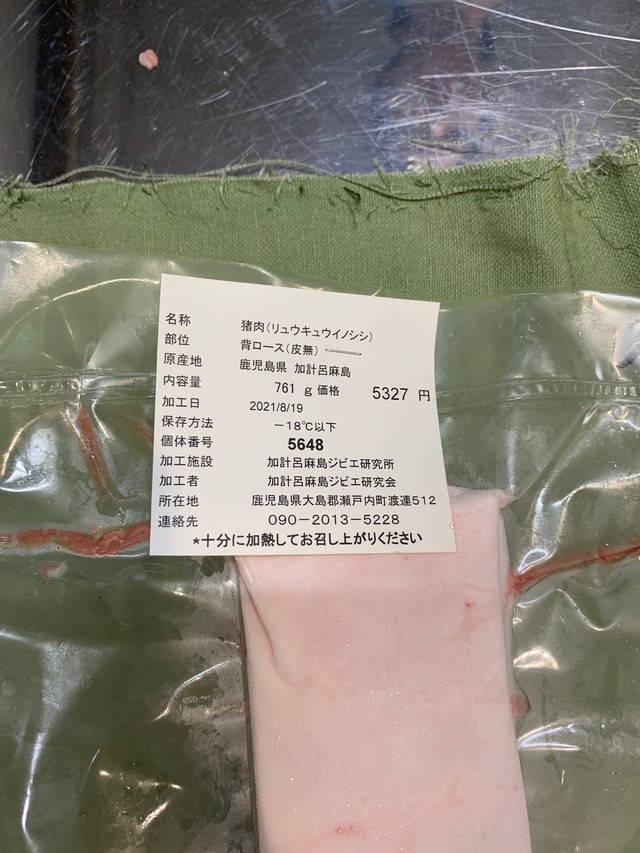 名称 猪肉(リュウキュウイノシシ)
部位 背ロース(皮無)
原産地 鹿児島県 加計呂麻島
内容量 761 g 価格 5327 円
加工日 2021/8/19
保存方法 −18℃以下
個体番号 5648
加工施設 加計呂麻島ジビエ研究所
加工者 加計呂麻島ジビエ研究会
所在地 鹿児島県大島郡瀬戸内町渡連512
連絡先 090-2013-5228
*十分に加熱してお召し上がりください